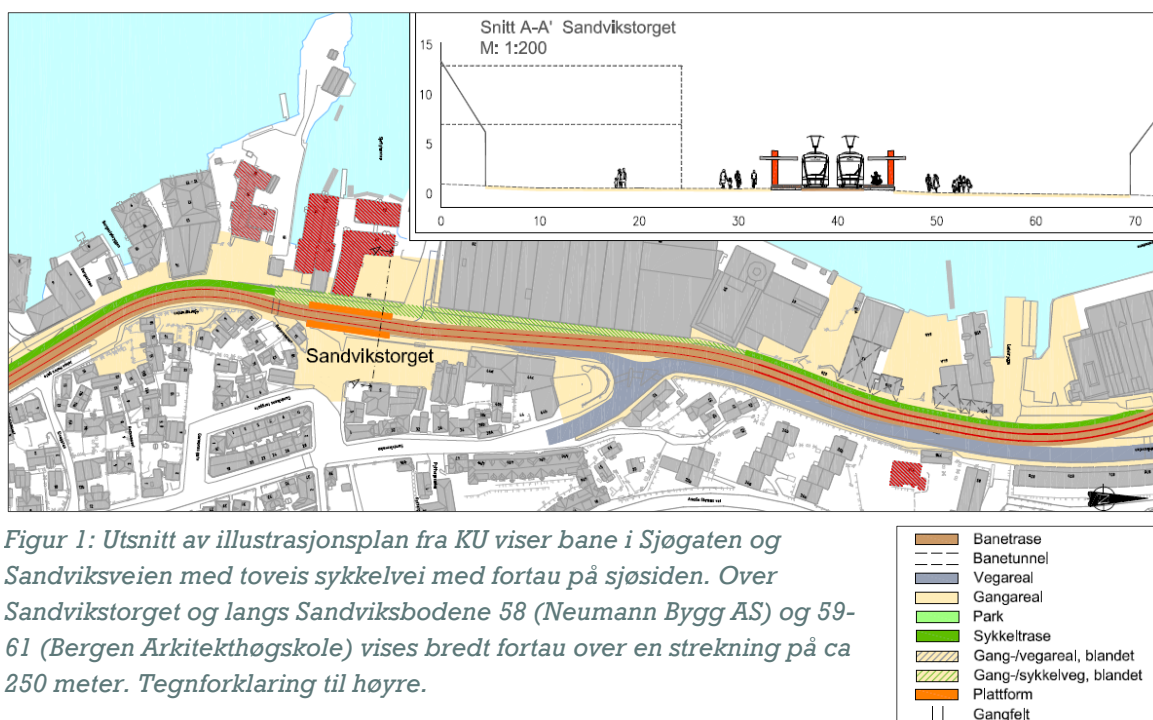 Snitt A-A' Sandvikstorget
M: 1:200
15
10
5
0
0
10
20
30
40
50
60
70
Sandvikstorget
Figur 1: Utsnitt av illustrasjonsplan fra KU viser bane i Sjøgaten og
Sandviksveien med toveis sykkelvei med fortau på sjøsiden. Over
Sandvikstorget og langs Sandviksbodene 58 (Neumann Bygg AS) og 59-
61 (Bergen Arkitekthøgskole) vises bredt fortau over en strekning på ca
250 meter. Tegnforklaring til høyre.
Banetrase
Banetunnel
Vegareal
Gangareal
Park
Sykkeltrase
Gang-/vegareal, blandet
Gang-/sykkelveg, blandet
Plattform
Gangfelt